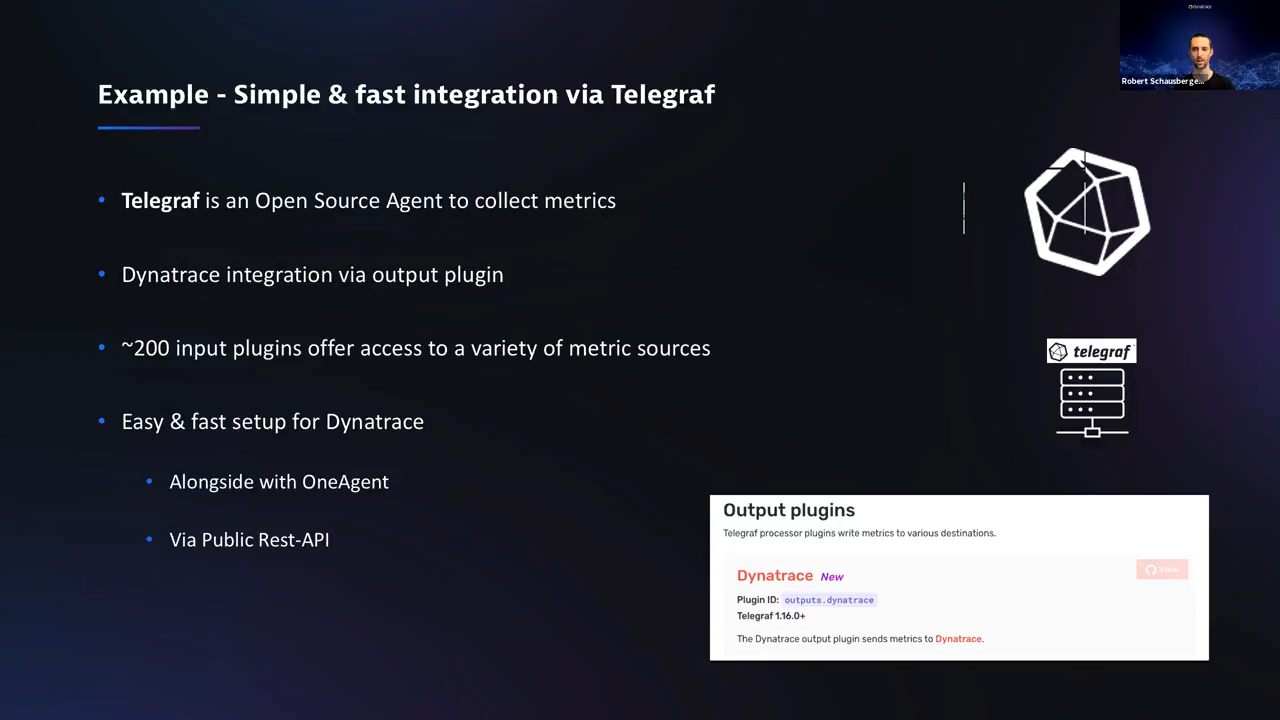 dynatrace
Robert Schausberge...
Example - Simple & fast integration via Telegraf
• Telegraf is an Open Source Agent to collect metrics
• Dynatrace integration via output plugin
• ~200 input plugins offer access to a variety of metric sources
• Easy & fast setup for Dynatrace
• Alongside with OneAgent
• Via Public Rest-API
telegraf
Output plugins
Telegraf processor plugins write metrics to various destinations.
Dynatrace New
View
Plugin ID: outputs.dynatrace
Telegraf 1.16.0+
The Dynatrace output plugin sends metrics to Dynatrace.